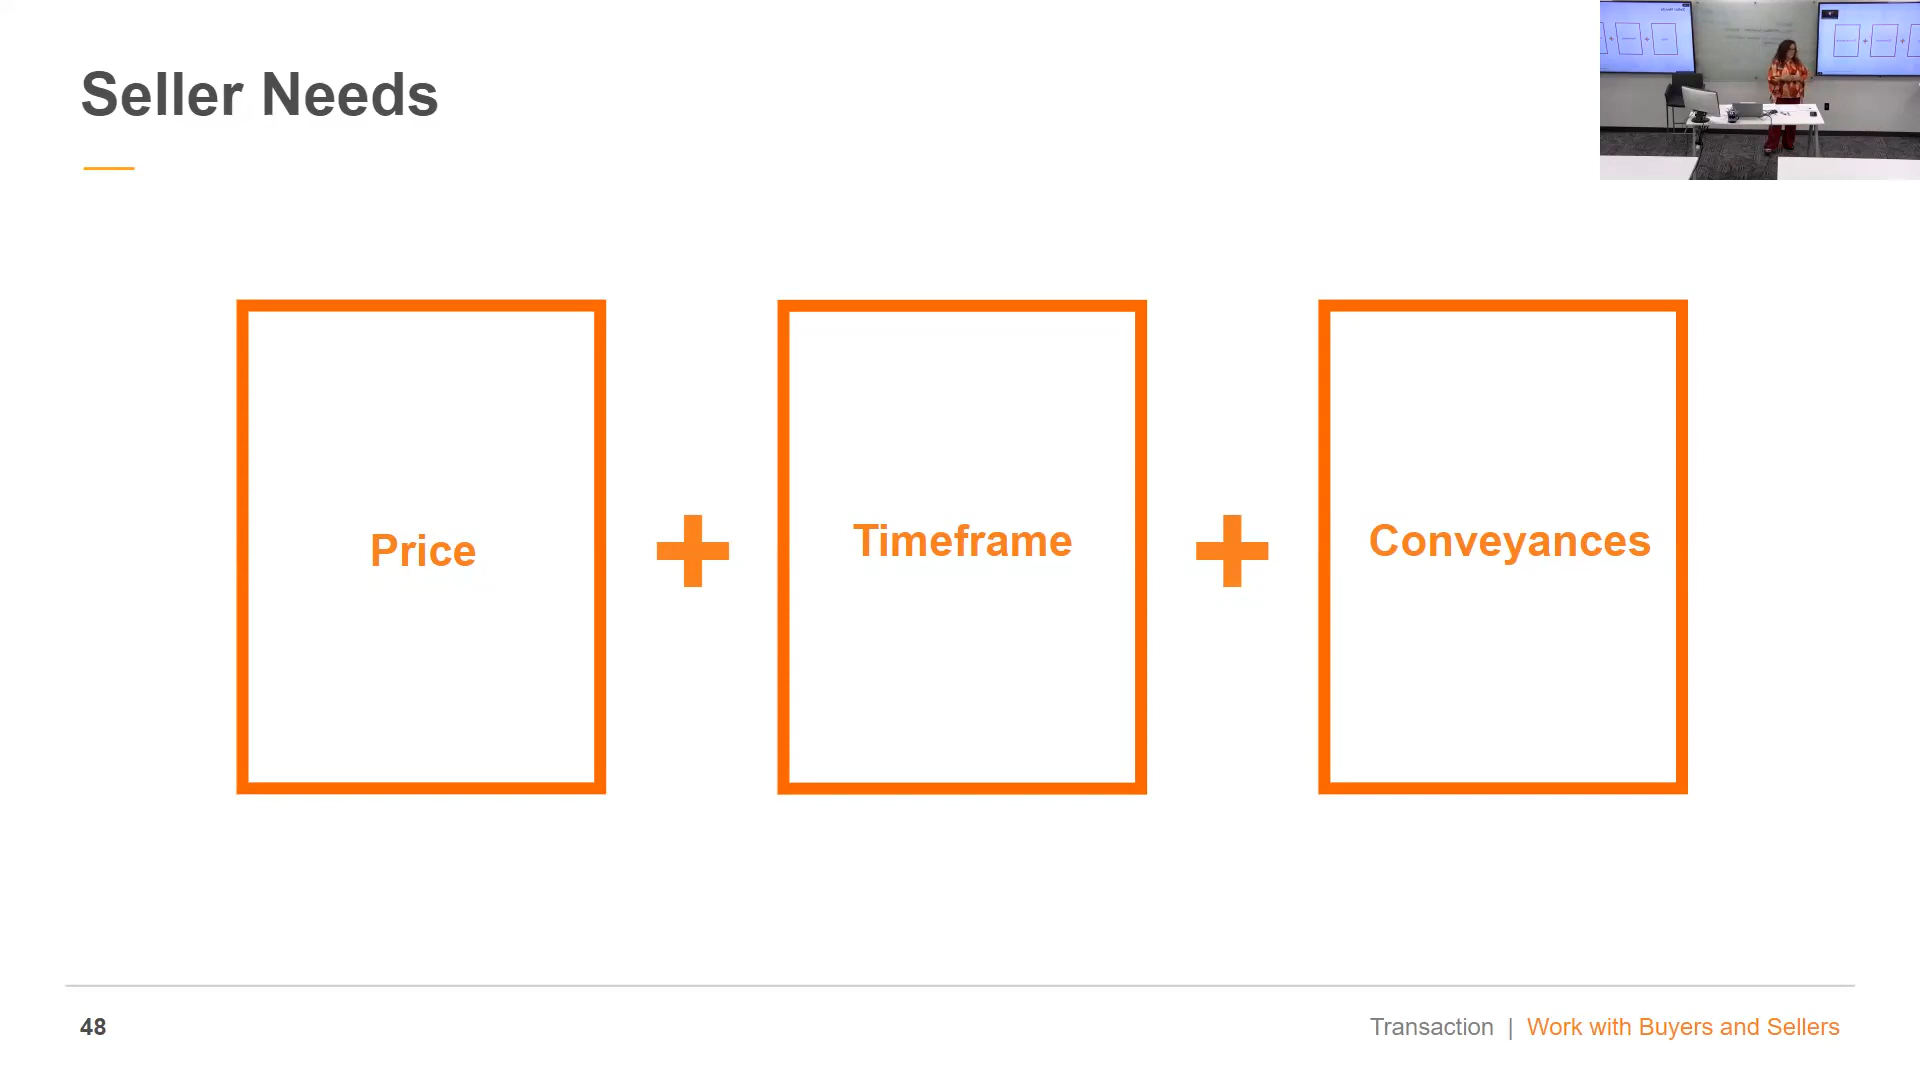 Seller Needs
Price
Timeframe
Conveyances
48
Transaction | Work with Buyers and Sellers